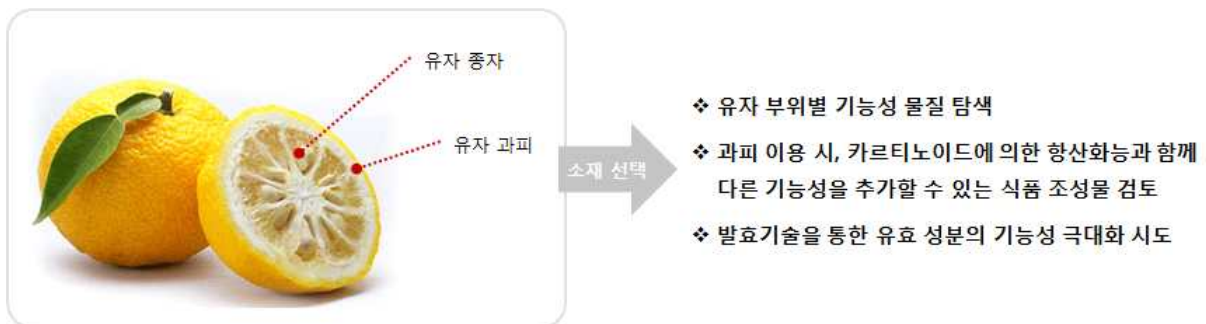 유자 종자
유자 과피
소재 선택
❖ 유자 부위별 기능성 물질 탐색
❖ 과피 이용 시, 카르티노이드에 의한 항산화능과 함께
다른 기능성을 추가할 수 있는 식품 조성물 검토
❖ 발효기술을 통한 유효 성분의 기능성 극대화 시도